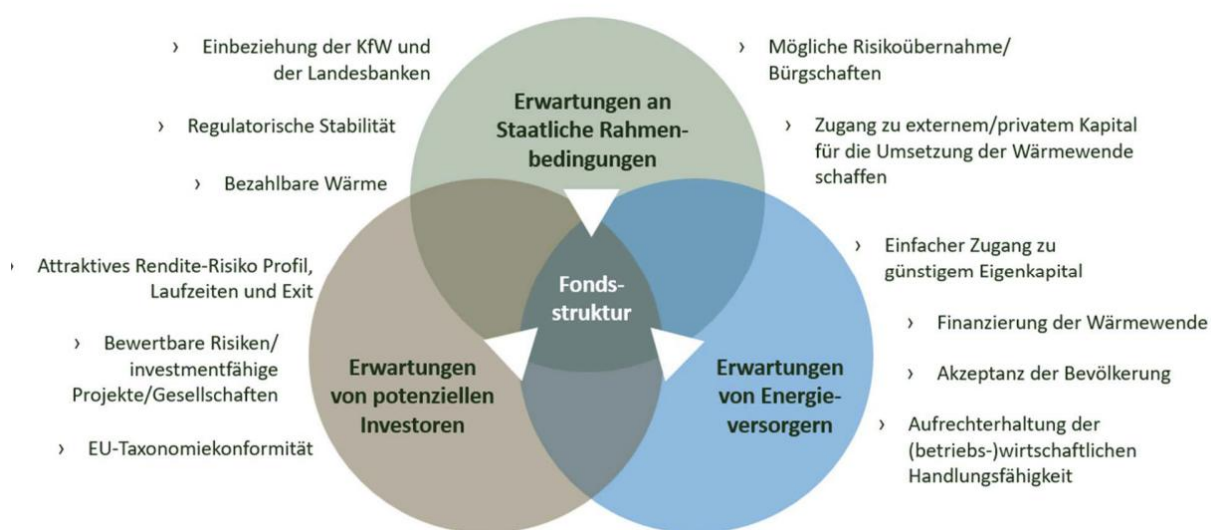 › Einbeziehung der KfW und
der Landesbanken
› Regulatorische Stabilität
› Bezahlbare Wärme
› Mögliche Risikoübernahme/
Bürgschaften
› Zugang zu externem/privatem Kapital
für die Umsetzung der Wärmewende
schaffen
Erwartungen an
Staatliche Rahmen-
bedingungen
› Attraktives Rendite-Risiko Profil,
Laufzeiten und Exit
› Bewertbare Risiken/
investmentfähige
Projekte/Gesellschaften
› EU-Taxonomiekonformität
Fonds-
struktur
Erwartungen
von potenziellen
Investoren
Erwartungen
von Energie-
versorgern
› Einfacher Zugang zu
günstigem Eigenkapital
› Finanzierung der Wärmewende
› Akzeptanz der Bevölkerung
› Aufrechterhaltung der
(betriebs-)wirtschaftlichen
Handlungsfähigkeit